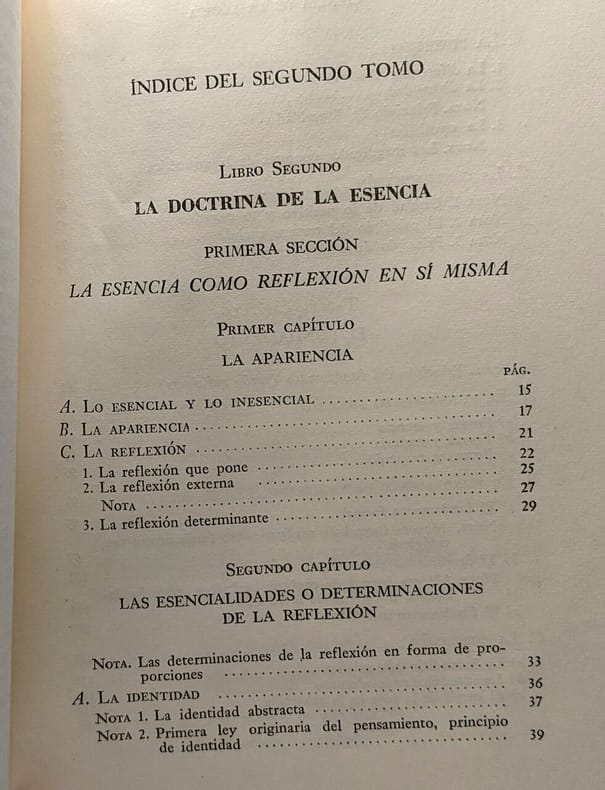 ÍNDICE DEL SEGUNDO TOMO
LIBRO SEGUNDO
LA DOCTRINA DE LA ESENCIA
PRIMERA SECCIÓN
LA ESENCIA COMO REFLEXIÓN EN SÍ MISMA
PRIMER CAPÍTULO
LA APARIENCIA
PÁG.
A. LO ESENCIAL Y LO INESENCIAL .......... 15
B. LA APARIENCIA .......... 17
C. LA REFLEXIÓN .......... 21
1. La reflexión que pone .......... 22
2. La reflexión externa .......... 25
NOTA .......... 27
3. La reflexión determinante .......... 29
SEGUNDO CAPÍTULO
LAS ESENCIALIDADES O DETERMINACIONES
DE LA REFLEXIÓN
NOTA. Las determinaciones de la reflexión en forma de pro-
porciones .......... 33
A. LA IDENTIDAD .......... 36
NOTA 1. La identidad abstracta .......... 37
NOTA 2. Primera ley originaria del pensamiento, principio
de identidad .......... 39